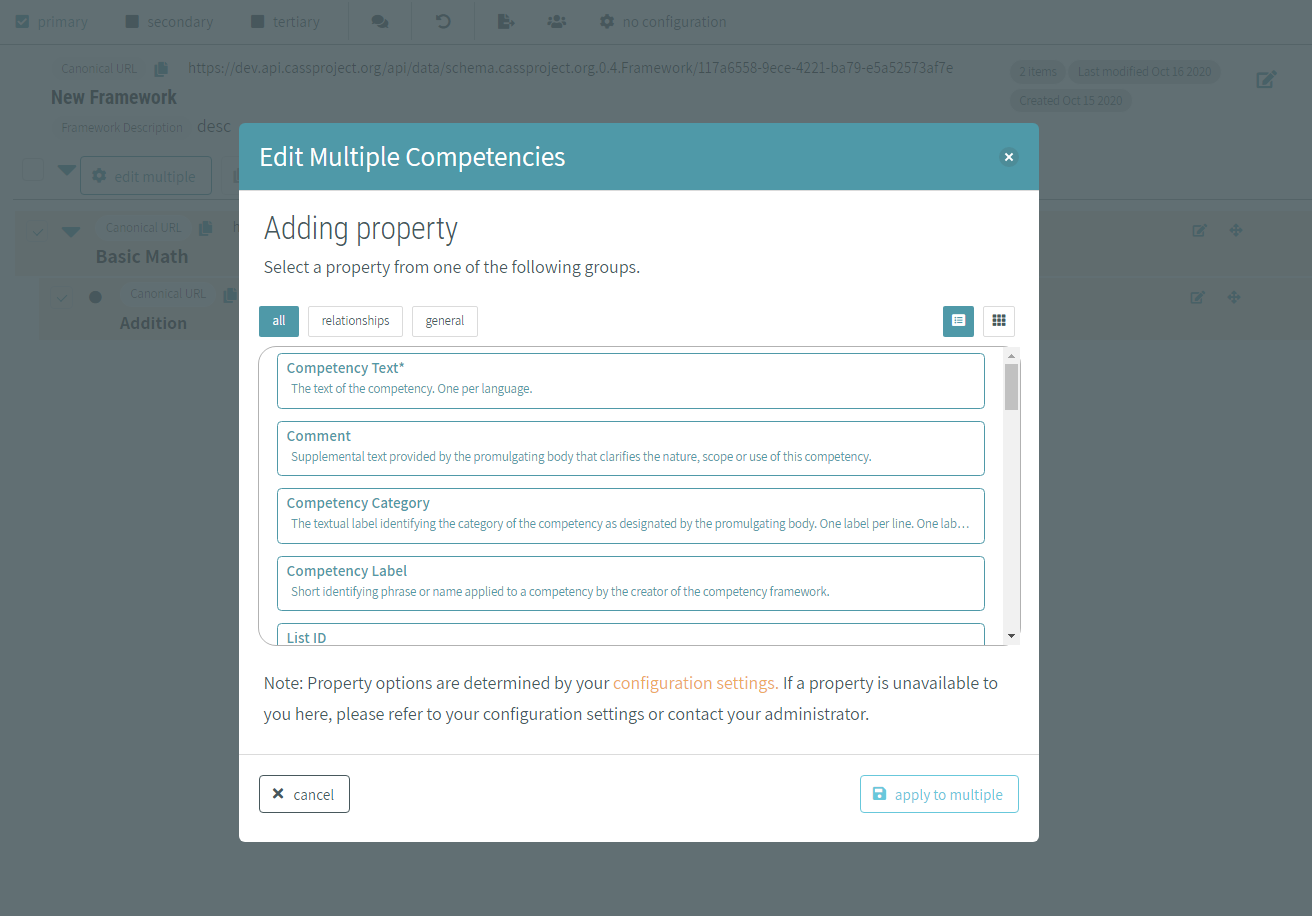 primary secondary tertiary no configuration
Canonical URL https://dev.api.cassproject.org/api/data/schema.cassproject.org.0.4.Framework/117a6558-9ece-4221-ba79-e5a52573af7e
2 items Last modified Oct 16 2020
New Framework
Created Oct 15 2020
Framework Description desc
edit multiple
Canonical URL h
Basic Math
Canonical URL
Addition
Edit Multiple Competencies
Adding property
Select a property from one of the following groups.
all relationships general
Competency Text*
The text of the competency. One per language.
Comment
Supplemental text provided by the promulgating body that clarifies the nature, scope or use of this competency.
Competency Category
The textual label identifying the category of the competency as designated by the promulgating body. One label per line. One lab…
Competency Label
Short identifying phrase or name applied to a competency by the creator of the competency framework.
List ID
Note: Property options are determined by your configuration settings. If a property is unavailable to
you here, please refer to your configuration settings or contact your administrator.
cancel apply to multiple